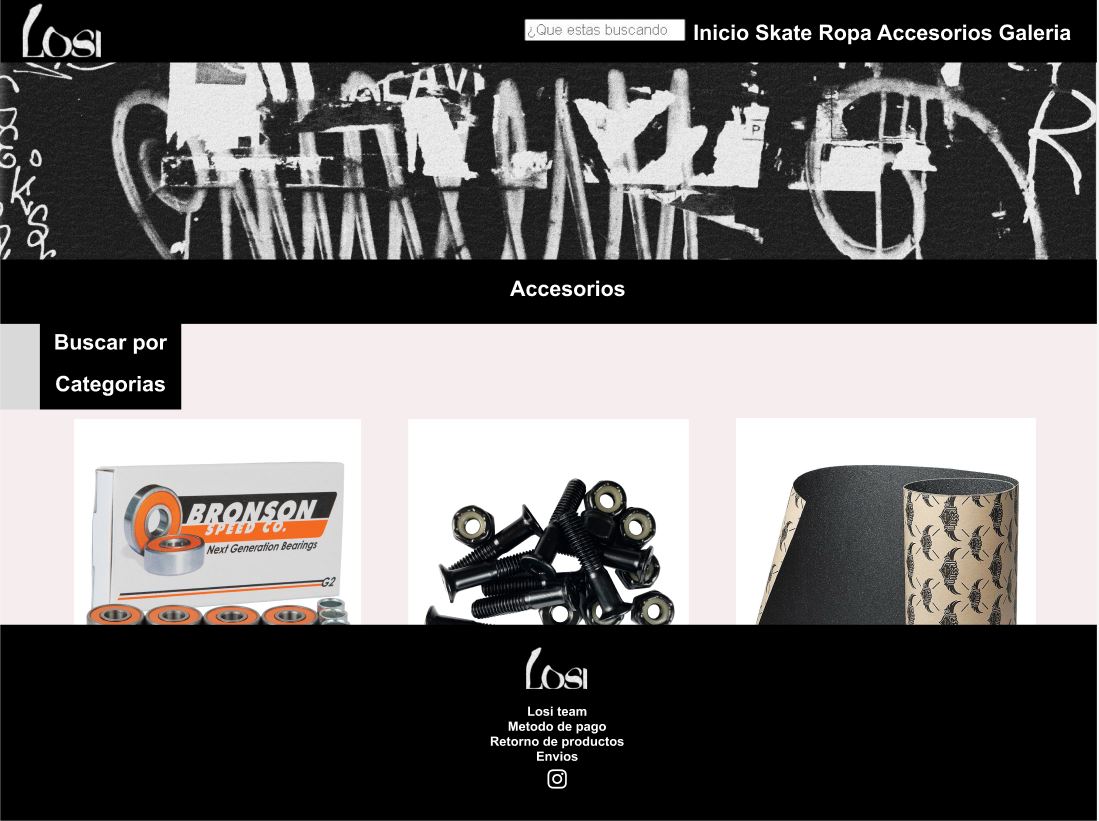 Losi
¿Que estas buscando
Inicio Skate Ropa Accesorios Galeria
P
R
Accesorios
Buscar por
Categorias
BRONSON
SPEED CO.
Next Generation Bearings
G2
Losi
Losi team
Metodo de pago
Retorno de productos
Envios